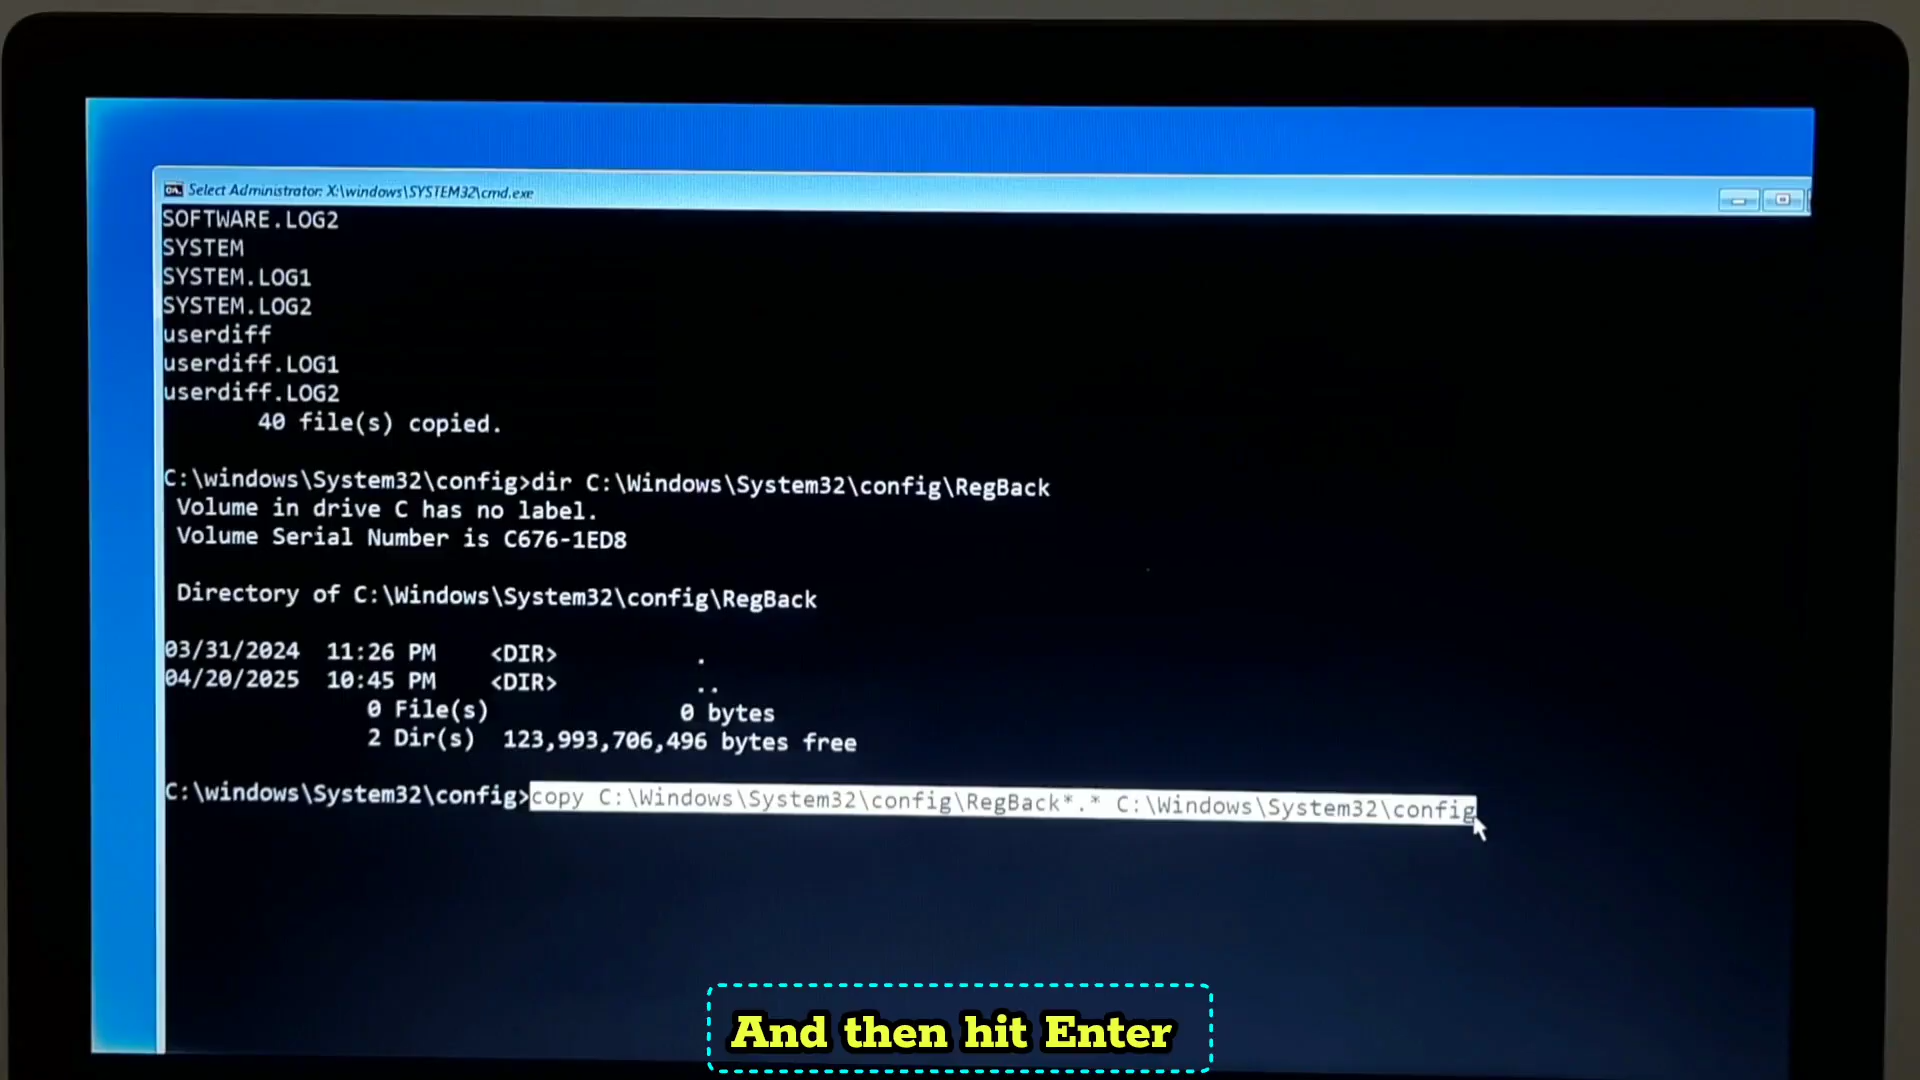 Select Administrator: X:\windows\SYSTEM32\cmd.exe
SOFTWARE.LOG2
SYSTEM
SYSTEM.LOG1
SYSTEM.LOG2
userdiff
userdiff.LOG1
userdiff.LOG2
40 file(s) copied.
C:\windows\System32\config>dir C:\Windows\System32\config\RegBack
Volume in drive C has no label.
Volume Serial Number is C676-1ED8
Directory of C:\Windows\System32\config\RegBack
03/31/2024 11:26 PM <DIR> .
04/20/2025 10:45 PM <DIR> ..
0 File(s) 0 bytes
2 Dir(s) 123,993,706,496 bytes free
C:\windows\System32\config>copy C:\Windows\System32\config\RegBack*.* C:\Windows\System32\config
And then hit Enter